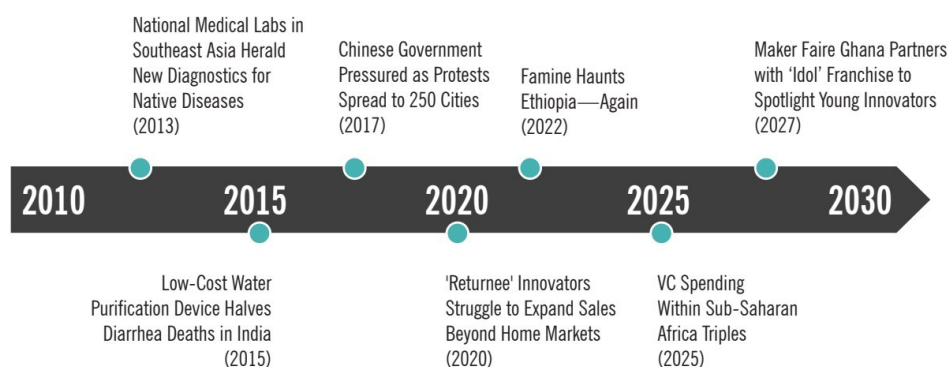 National Medical Labs in
Southeast Asia Herald
New Diagnostics for
Native Diseases
(2013)
Chinese Government
Pressured as Protests
Spread to 250 Cities
(2017)
Famine Haunts
Ethiopia—Again
(2022)
Maker Faire Ghana Partners
with ‘Idol’ Franchise to
Spotlight Young Innovators
(2027)
2010 2015 2020 2025 2030
Low-Cost Water
Purification Device Halves
Diarrhea Deaths in India
(2015)
'Returnee' Innovators
Struggle to Expand Sales
Beyond Home Markets
(2020)
VC Spending
Within Sub-Saharan
Africa Triples
(2025)